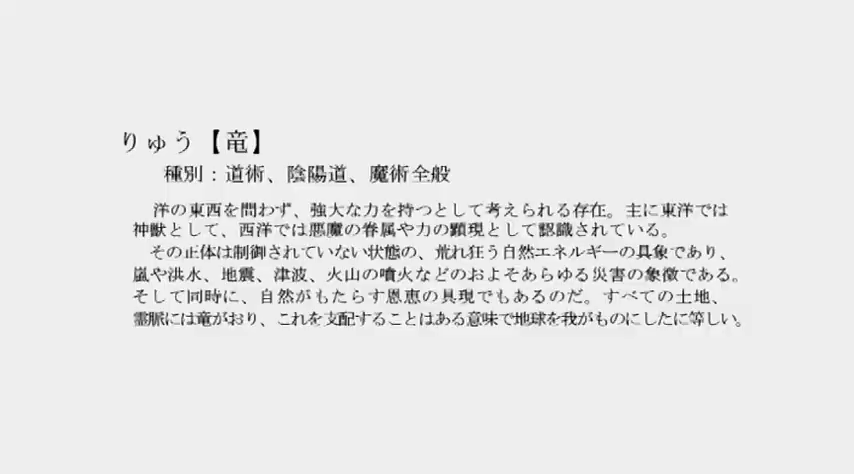 りゅう【竜】
種別：道術、陰陽道、魔術全般
洋の東西を問わず、強大な力を持つとして考えられる存在。主に東洋では
神獣として、西洋では悪魔の眷属や力の顕現として認識されている。
その正体は制御されていない状態の、荒れ狂う自然エネルギーの具象であり、
嵐や洪水、地震、津波、火山の噴火などのおよそあらゆる災害の象徴である。
そして同時に、自然がもたらす恩恵の具現でもあるのだ。すべての土地、
霊脈には竜がおり、これを支配することはある意味で地球を我がものにしたに等しい。